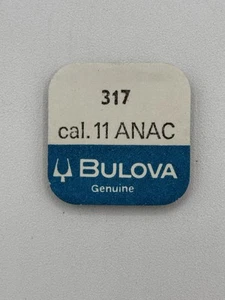 317
cal.11 ANAC
BULOVA
Genuine